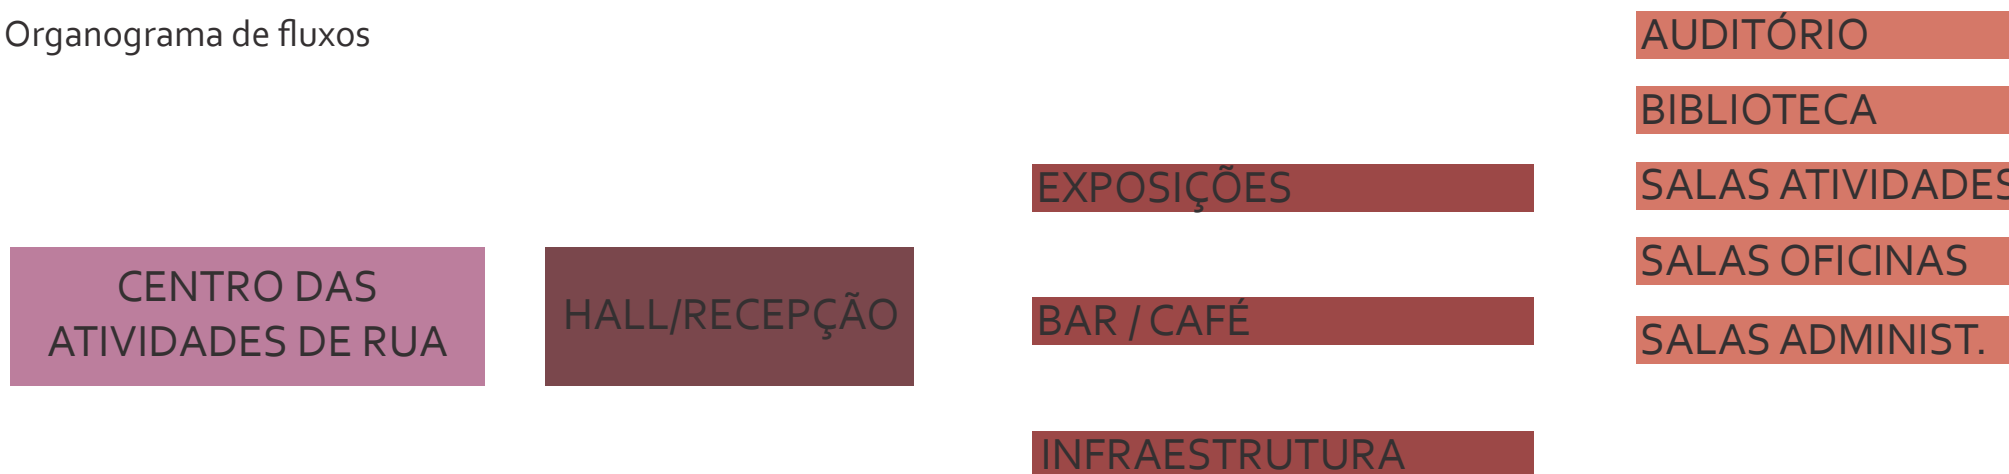 Organograma de fluxos
CENTRO DAS
ATIVIDADES DE RUA
HALL/RECEPÇÃO
EXPOSIÇÕES
BAR / CAFÉ
INFRAESTRUTURA
AUDITÓRIO
BIBLIOTECA
SALAS ATIVIDADES
SALAS OFICINAS
SALAS ADMINIST.